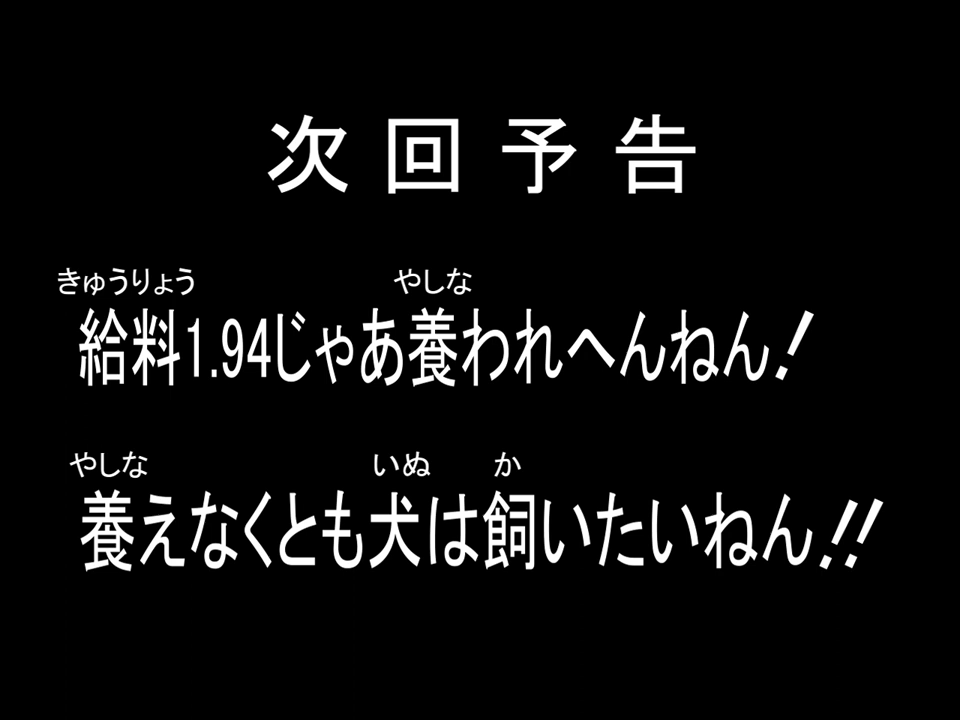 次回予告
きゅうりょう やしな
給料1.94じゃあ養われへんねん!
やしな いぬ か
養えなくとも犬は飼いたいねん!!